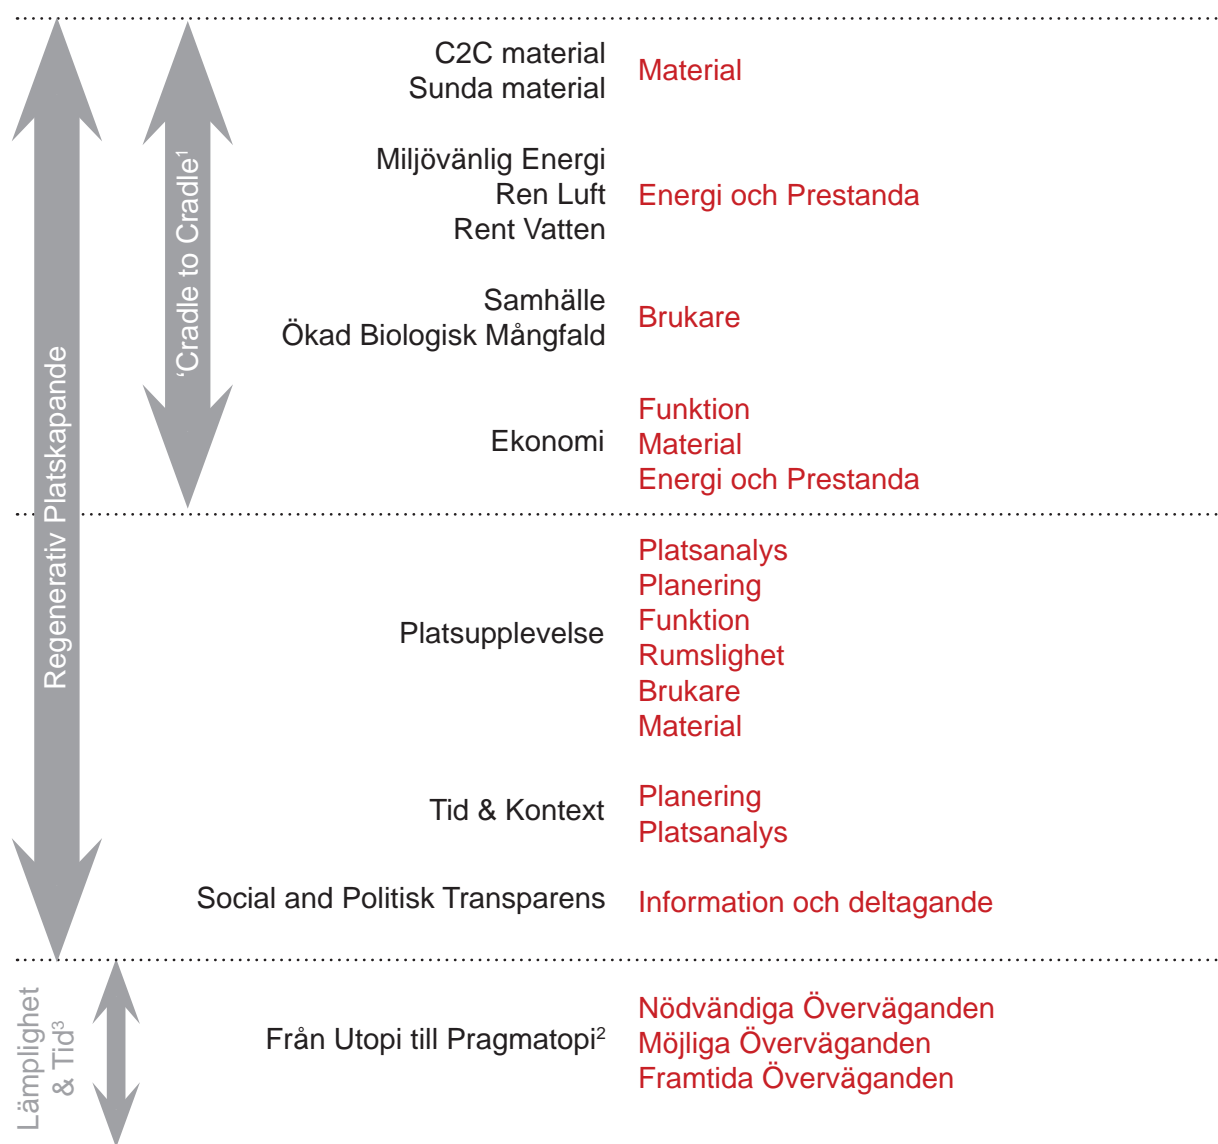 Regenerativ Platskapande
'Cradle to Cradle¹
C2C material
Sunda material
Material
Miljövänlig Energi
Ren Luft
Rent Vatten
Energi och Prestanda
Samhälle
Ökad Biologisk Mångfald
Brukare
Ekonomi
Funktion
Material
Energi och Prestanda
Platsupplevelse
Platsanalys
Planering
Funktion
Rumslighet
Brukare
Material
Tid & Kontext
Planering
Platsanalys
Social and Politisk Transparens
Information och deltagande
Lämplighet
& Tid³
Från Utopi till Pragmatopi²
Nödvändiga Överväganden
Möjliga Överväganden
Framtida Överväganden